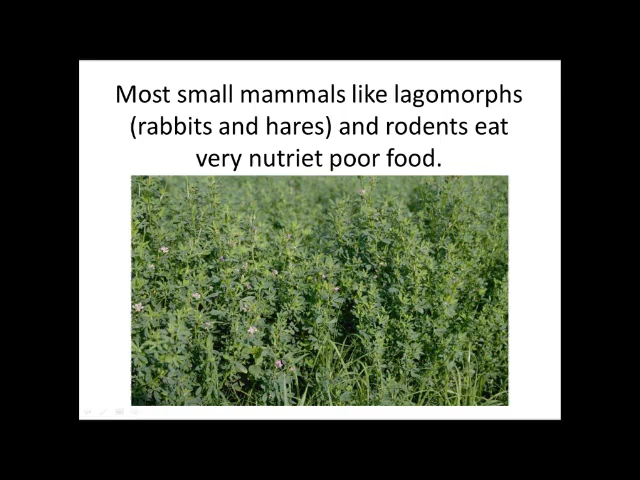 Most small mammals like lagomorphs
(rabbits and hares) and rodents eat
very nutriet poor food.